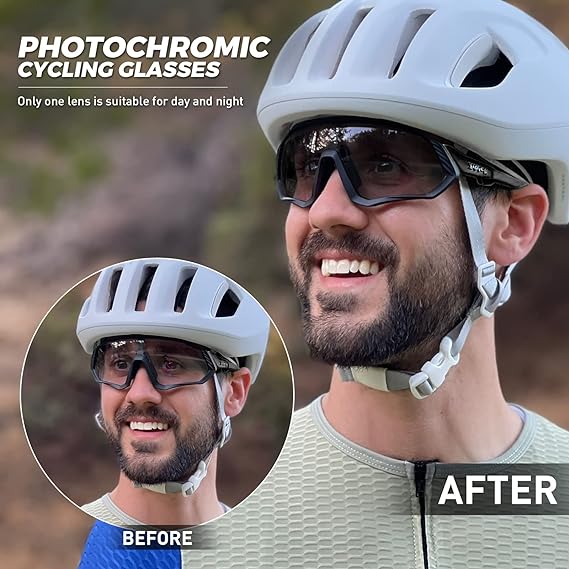 PHOTOCHROMIC
CYCLING GLASSES
Only one lens is suitable for day and night
AFTER
BEFORE